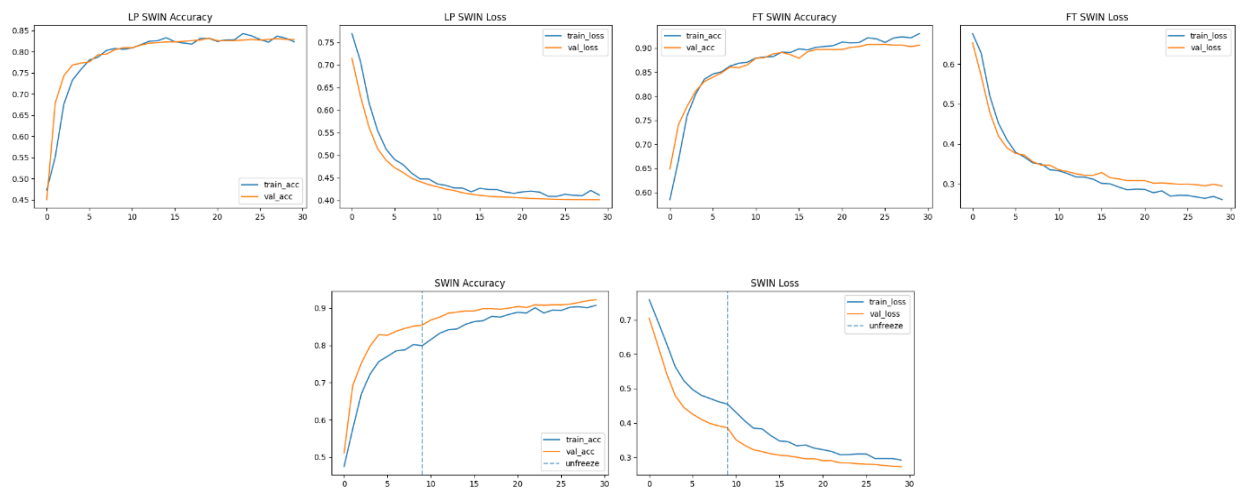 LP SWIN Accuracy
0.85
0.80
0.75
0.70
0.65
0.60
0.55
0.50
0.45
0 5 10 15 20 25 30
train_acc
val_acc
LP SWIN Loss
0.75
0.70
0.65
0.60
0.55
0.50
0.45
0.40
0 5 10 15 20 25 30
train_loss
val_loss
FT SWIN Accuracy
train_acc
val_acc
0.90
0.85
0.80
0.75
0.70
0.65
0.60
0 5 10 15 20 25 30
FT SWIN Loss
train_loss
val_loss
0.6
0.5
0.4
0.3
0 5 10 15 20 25 30
SWIN Accuracy
0.9
0.8
0.7
0.6
0.5
train_acc
val_acc
unfreeze
0 5 10 15 20 25 30
SWIN Loss
train_loss
val_loss
unfreeze
0.7
0.6
0.5
0.4
0.3
0 5 10 15 20 25 30